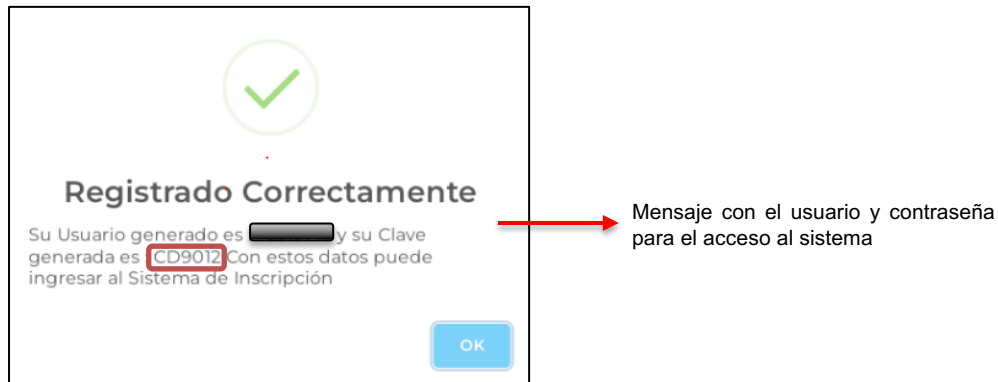 Registrado Correctamente
Su Usuario generado es y su Clave
generada es CD9012 Con estos datos puede
ingresar al Sistema de Inscripción
OK
Mensaje con el usuario y contraseña
para el acceso al sistema